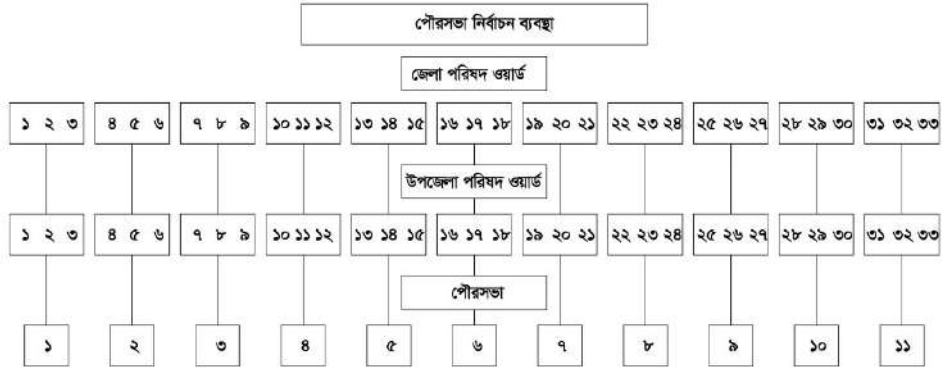 পৌরসভা নির্বাচন ব্যবস্থা
জেলা পরিষদ ওয়ার্ড
১ ২ ৩ ৪ ৫ ৬ ৭ ৮ ৯ ১০ ১১ ১২ ১৩ ১৪ ১৫ ১৬ ১৭ ১৮ ১৯ ২০ ২১ ২২ ২৩ ২৪ ২৫ ২৬ ২৭ ২৮ ২৯ ৩০ ৩১ ৩২ ৩৩
উপজেলা পরিষদ ওয়ার্ড
১ ২ ৩ ৪ ৫ ৬ ৭ ৮ ৯ ১০ ১১ ১২ ১৩ ১৪ ১৫ ১৬ ১৭ ১৮ ১৯ ২০ ২১ ২২ ২৩ ২৪ ২৫ ২৬ ২৭ ২৮ ২৯ ৩০ ৩১ ৩২ ৩৩
পৌরসভা
১ ২ ৩ ৪ ৫ ৬ ৭ ৮ ৯ ১০ ১১